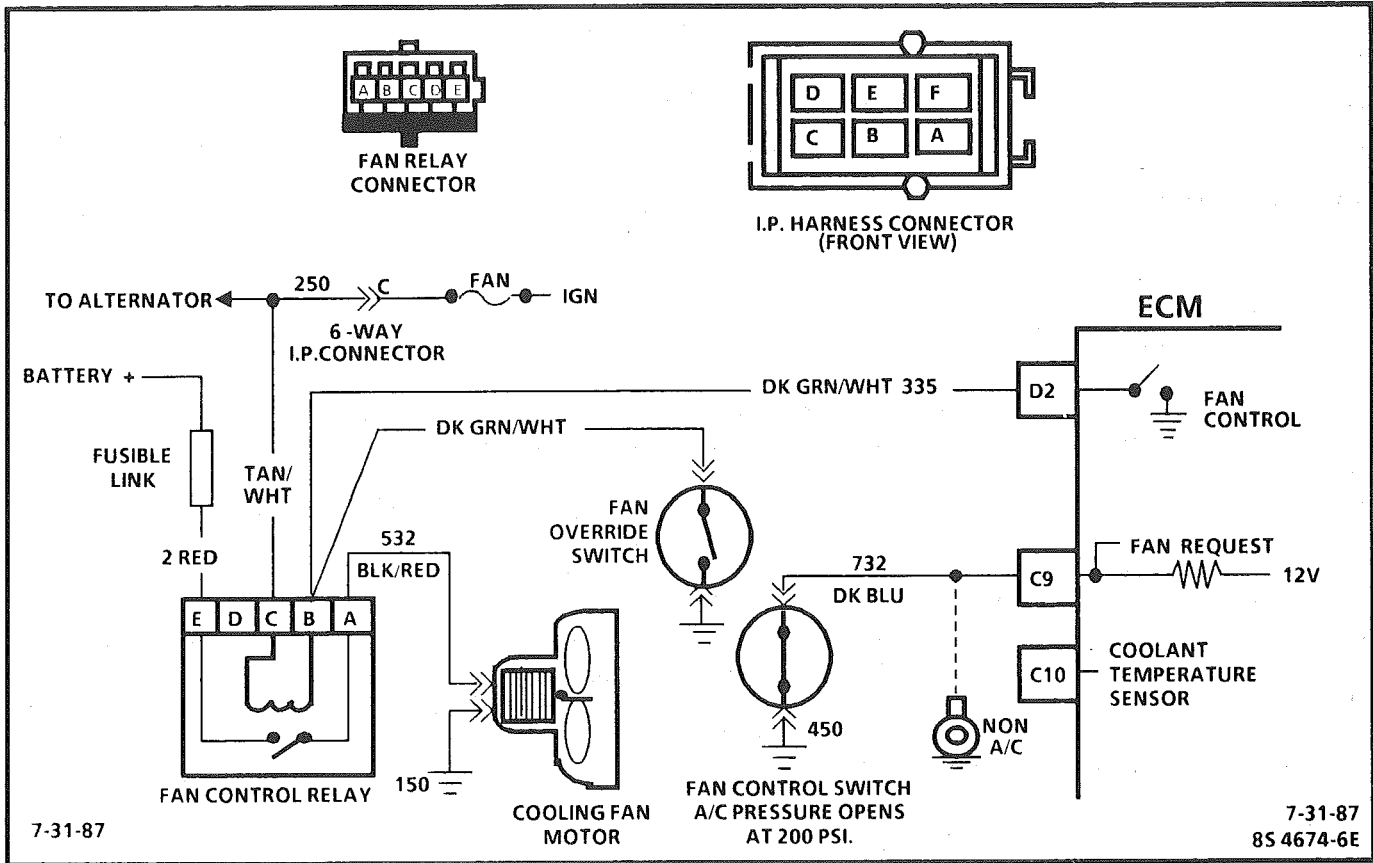 A B C D E
FAN RELAY
CONNECTOR
D E F
C B A
I.P. HARNESS CONNECTOR
(FRONT VIEW)
TO ALTERNATOR
250
C
FAN
IGN
6 -WAY
I.P.CONNECTOR
ECM
BATTERY +
DK GRN/WHT 335
D2
FAN
CONTROL
DK GRN/WHT
FUSIBLE
LINK
TAN/
WHT
FAN
OVERRIDE
SWITCH
2 RED
532
BLK/RED
732
DK BLU
C9
FAN REQUEST
12V
E D C B A
C10
COOLANT
TEMPERATURE
SENSOR
450
NON
A/C
150
FAN CONTROL RELAY
COOLING FAN
MOTOR
FAN CONTROL SWITCH
A/C PRESSURE OPENS
AT 200 PSI.
7-31-87
7-31-87
8S 4674-6E